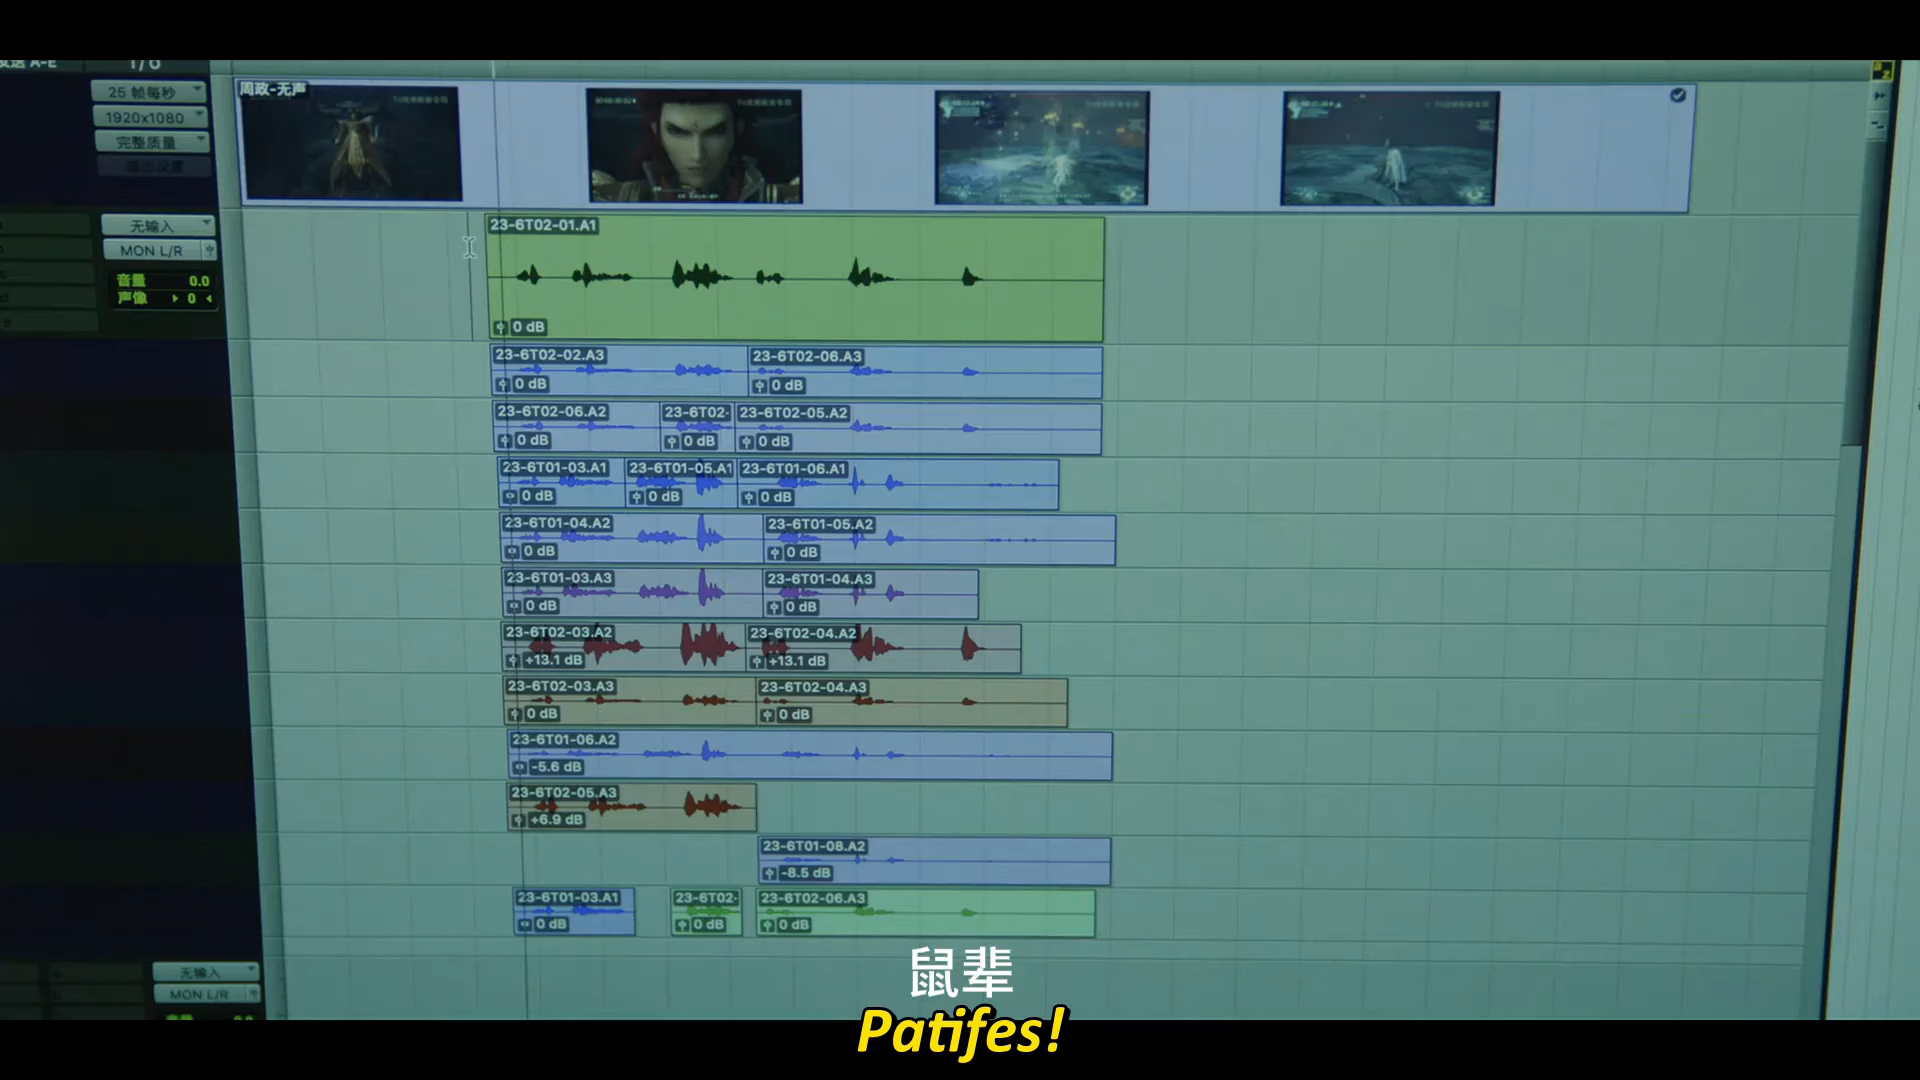 1/6
25 帧每秒
周政-无声
1920x1080
完整质量
无输入
MON L/R
音量 0.0
声像 0
23-6T02-01.A1
0 dB
23-6T02-02.A3
23-6T02-06.A3
0 dB
0 dB
23-6T02-06.A2
23-6T02-
23-6T02-05.A2
0 dB
0 dB
0 dB
23-6T01-03.A1
23-6T01-05.A1
23-6T01-06.A1
0 dB
0 dB
0 dB
23-6T01-04.A2
23-6T01-05.A2
0 dB
0 dB
23-6T01-03.A3
23-6T01-04.A3
0 dB
0 dB
23-6T02-03.A2
23-6T02-04.A2
+13.1 dB
+13.1 dB
23-6T02-03.A3
23-6T02-04.A3
0 dB
0 dB
23-6T01-06.A2
-5.6 dB
23-6T02-05.A3
+6.9 dB
23-6T01-08.A2
-8.5 dB
23-6T01-03.A1
23-6T02-
23-6T02-06.A3
0 dB
0 dB
0 dB
无输入
MON L/R
鼠辈
Patifes!